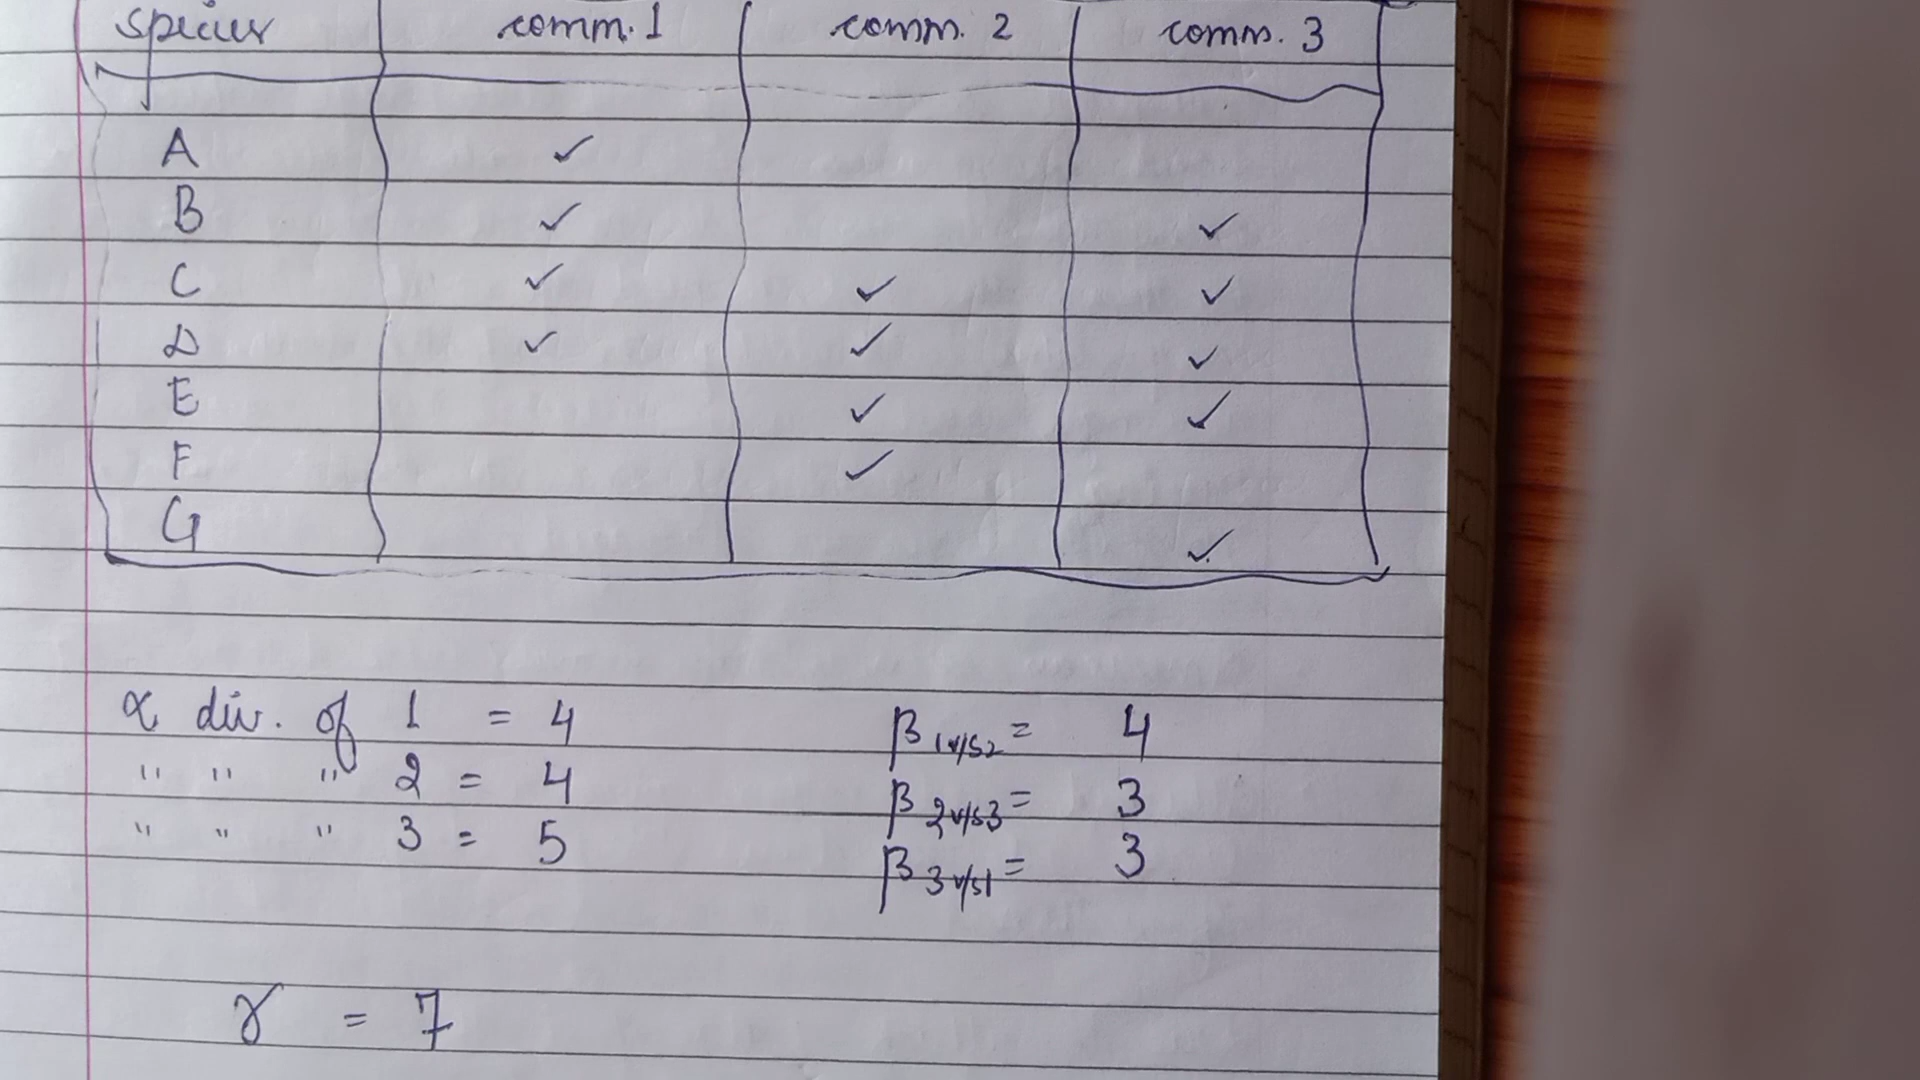 species comm. 1 comm. 2 comm. 3
A ✓
B ✓ ✓
C ✓ ✓ ✓
D ✓ ✓ ✓
E ✓ ✓
F ✓
G ✓
α div. of 1 = 4
" " " 2 = 4
" " " 3 = 5
β 1 v/s 2 = 4
β 2 v/s 3 = 3
β 3 v/s 1 = 3
γ = 7